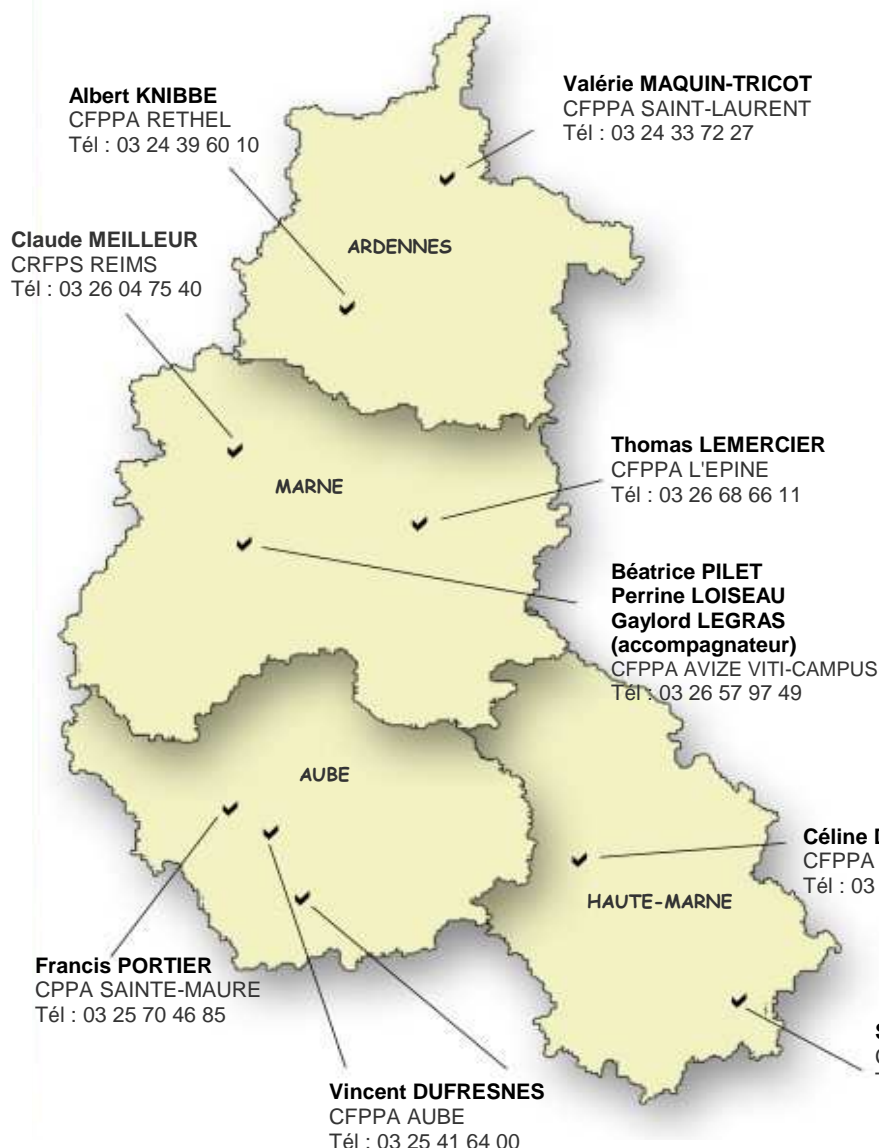 Albert KNIBBE
CFPPA RETHEL
Tél : 03 24 39 60 10
Valérie MAQUIN-TRICOT
CFPPA SAINT-LAURENT
Tél : 03 24 33 72 27
Claude MEILLEUR
CRFPS REIMS
Tél : 03 26 04 75 40
ARDENNES
Thomas LEMERCIER
CFPPA L'EPINE
Tél : 03 26 68 66 11
MARNE
Béatrice PILET
Perrine LOISEAU
Gaylord LEGRAS
(accompagnateur)
CFPPA AVIZE VITI-CAMPUS
Tél : 03 26 57 97 49
AUBE
Céline
CFPPA
Tél : 03
HAUTE-MARNE
Francis PORTIER
CPPA SAINTE-MAURE
Tél : 03 25 70 46 85
Vincent DUFRESNES
CFPPA AUBE
Tél : 03 25 41 64 00